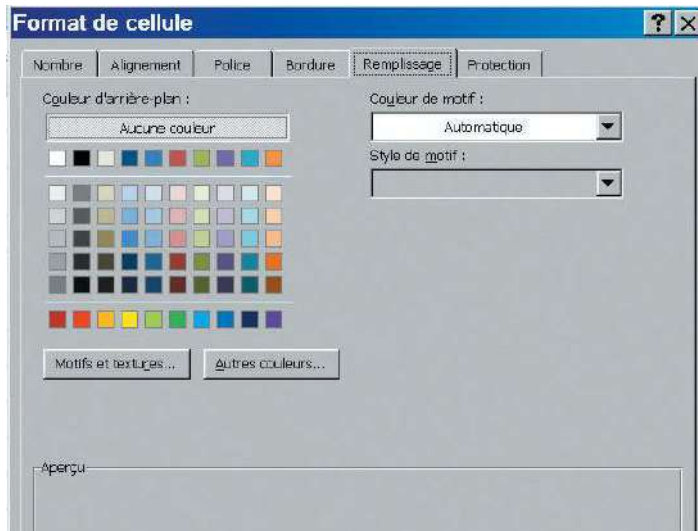 Format de cellule
Nombre Alignement Police Bordure Remplissage Protection
Couleur d'arrière-plan :
Aucune couleur
Couleur de motif :
Automatique
Style de motif :
Motifs et textures... Autres couleurs...
Aperçu